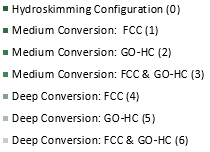 Hydroskimming Configuration (0)
Medium Conversion: FCC (1)
Medium Conversion: GO-HC (2)
Medium Conversion: FCC & GO-HC (3)
Deep Conversion: FCC (4)
Deep Conversion: GO-HC (5)
Deep Conversion: FCC & GO-HC (6)